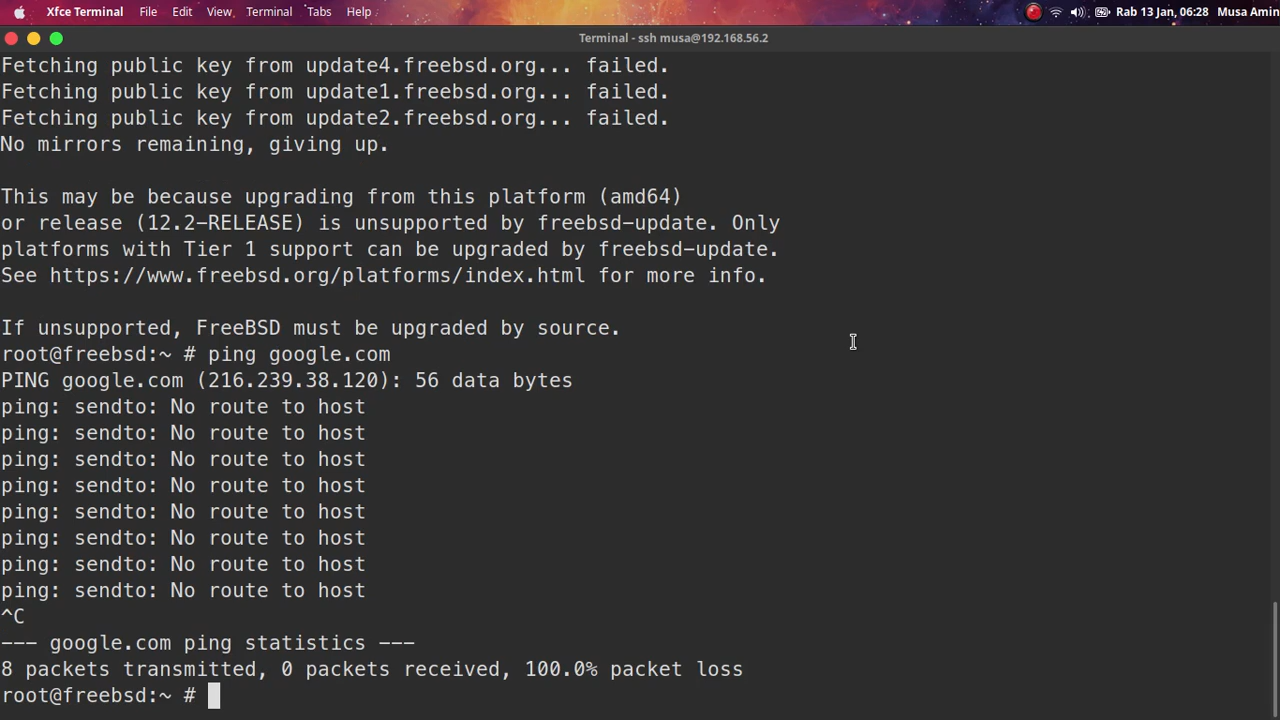 Xfce Terminal File Edit View Terminal Tabs Help Rab 13 Jan, 06:28 Musa Amin
Terminal - ssh musa@192.168.56.2
Fetching public key from update4.freebsd.org... failed.
Fetching public key from update1.freebsd.org... failed.
Fetching public key from update2.freebsd.org... failed.
No mirrors remaining, giving up.
This may be because upgrading from this platform (amd64)
or release (12.2-RELEASE) is unsupported by freebsd-update. Only
platforms with Tier 1 support can be upgraded by freebsd-update.
See https://www.freebsd.org/platforms/index.html for more info.
If unsupported, FreeBSD must be upgraded by source.
root@freebsd:~ # ping google.com
PING google.com (216.239.38.120): 56 data bytes
ping: sendto: No route to host
ping: sendto: No route to host
ping: sendto: No route to host
ping: sendto: No route to host
ping: sendto: No route to host
ping: sendto: No route to host
ping: sendto: No route to host
ping: sendto: No route to host
^C
--- google.com ping statistics ---
8 packets transmitted, 0 packets received, 100.0% packet loss
root@freebsd:~ #